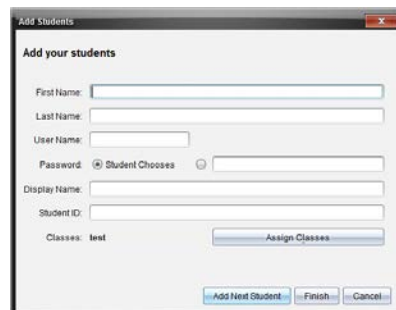 Add Students
Add your students
First Name:
Last Name:
User Name:
Password: Student Chooses
Display Name:
Student ID:
Classes: test Assign Classes
Add Next Student Finish Cancel